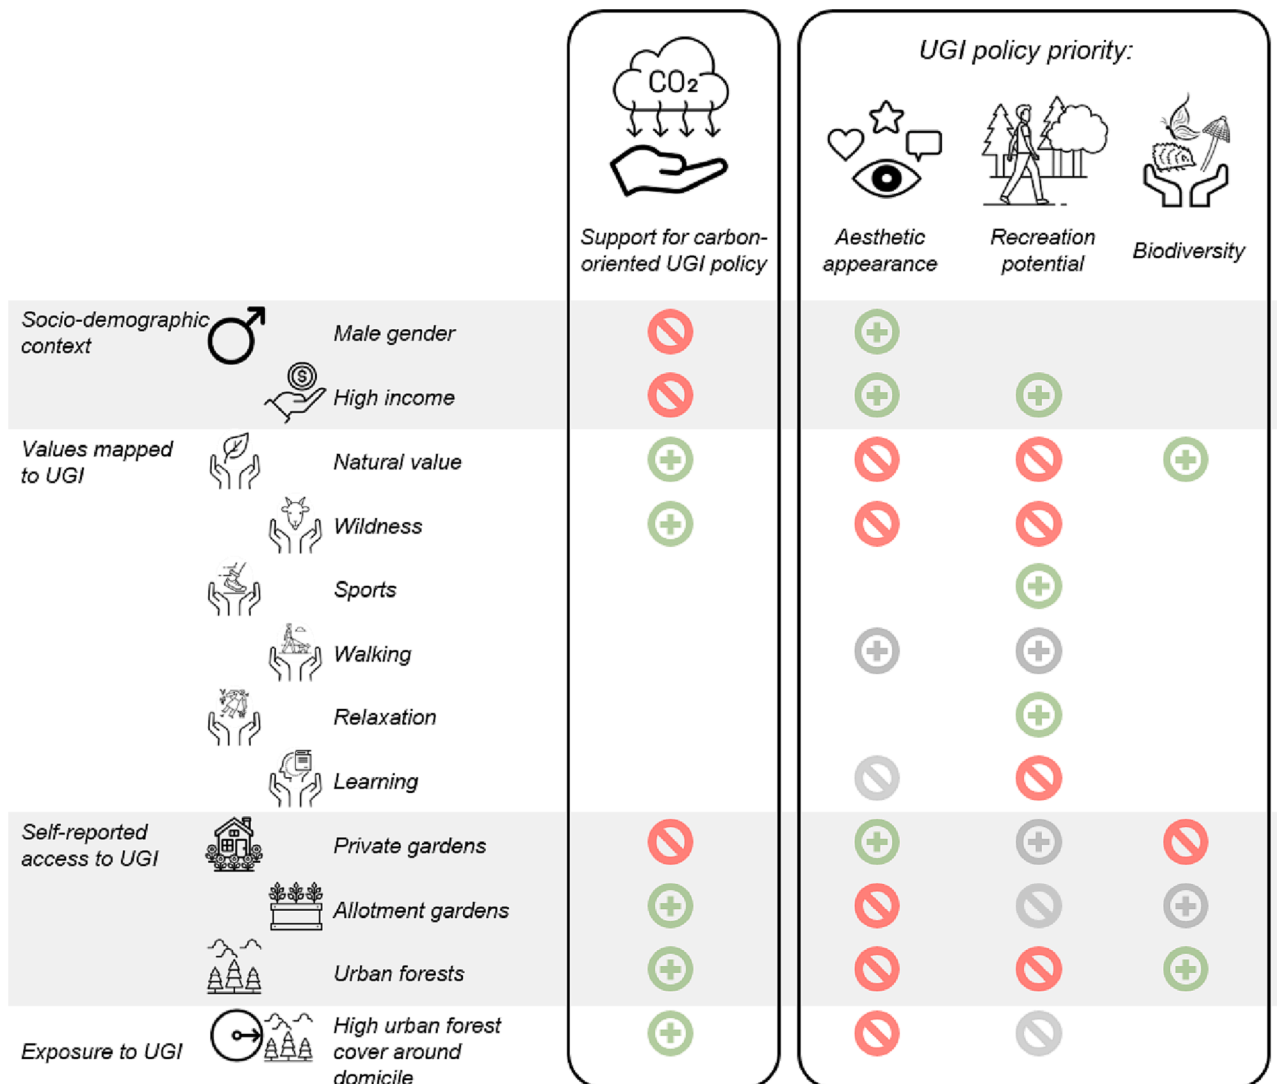 UGI policy priority:
CO₂
Support for carbon-
oriented UGI policy
Aesthetic
appearance
Recreation
potential
Biodiversity
Socio-demographic
context
Male gender
$
High income
Values mapped
to UGI
Natural value
Wildness
Sports
Walking
Relaxation
Learning
Self-reported
access to UGI
Private gardens
Allotment gardens
Urban forests
Exposure to UGI
High urban forest
cover around
domicile